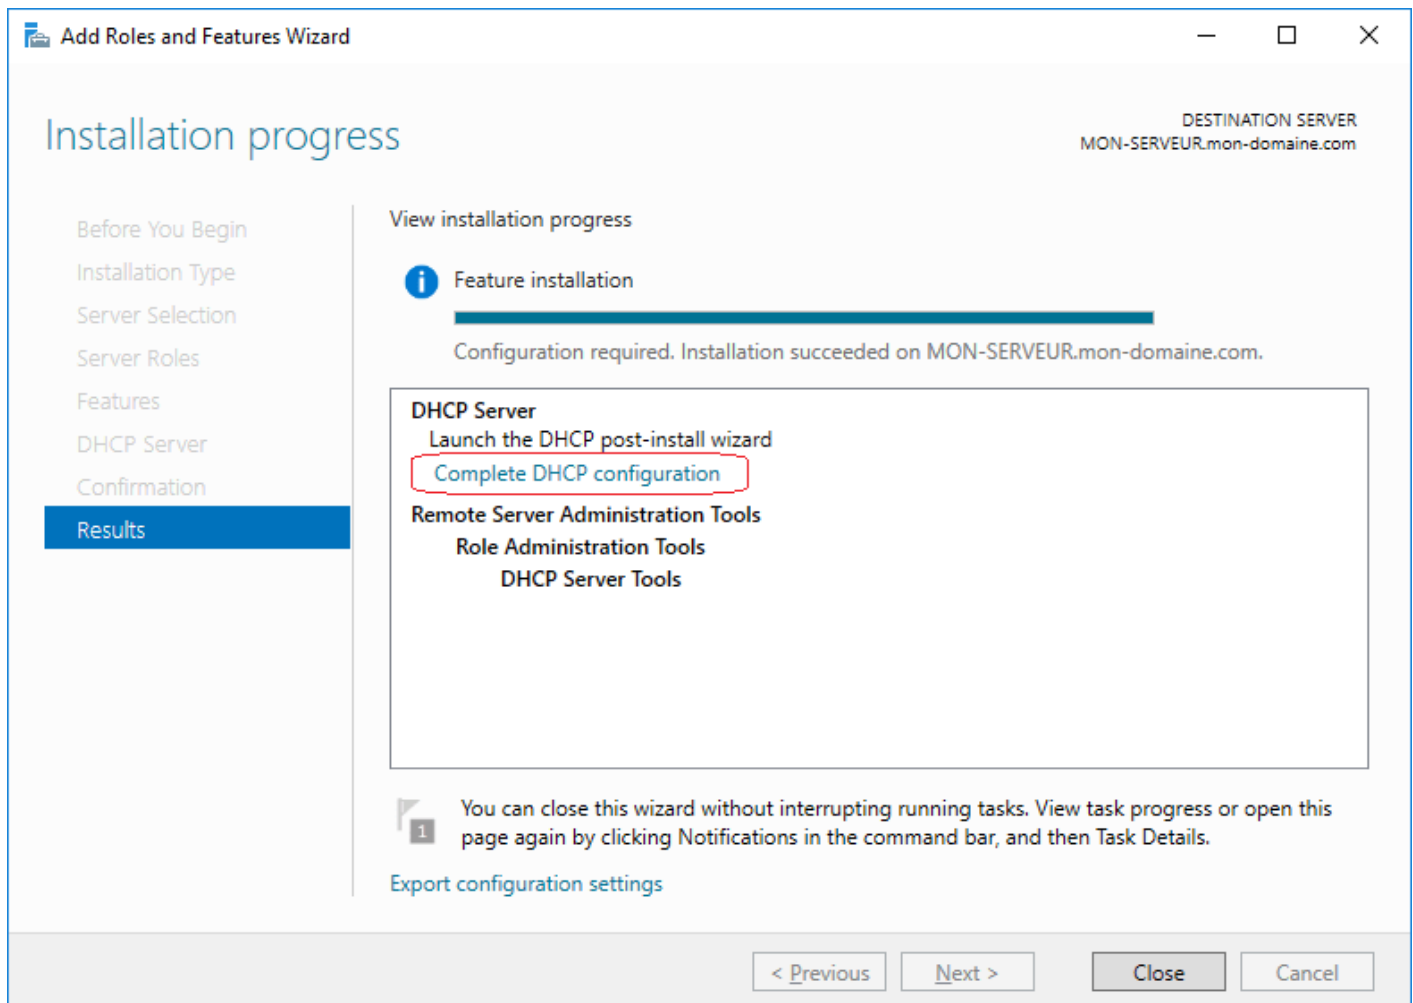 Add Roles and Features Wizard
Installation progress
DESTINATION SERVER
MON-SERVEUR.mon-domaine.com
Before You Begin
Installation Type
Server Selection
Server Roles
Features
DHCP Server
Confirmation
Results
View installation progress
Feature installation
Configuration required. Installation succeeded on MON-SERVEUR.mon-domaine.com.
DHCP Server
Launch the DHCP post-install wizard
Complete DHCP configuration
Remote Server Administration Tools
Role Administration Tools
DHCP Server Tools
1
You can close this wizard without interrupting running tasks. View task progress or open this
page again by clicking Notifications in the command bar, and then Task Details.
Export configuration settings
< Previous
Next >
Close
Cancel